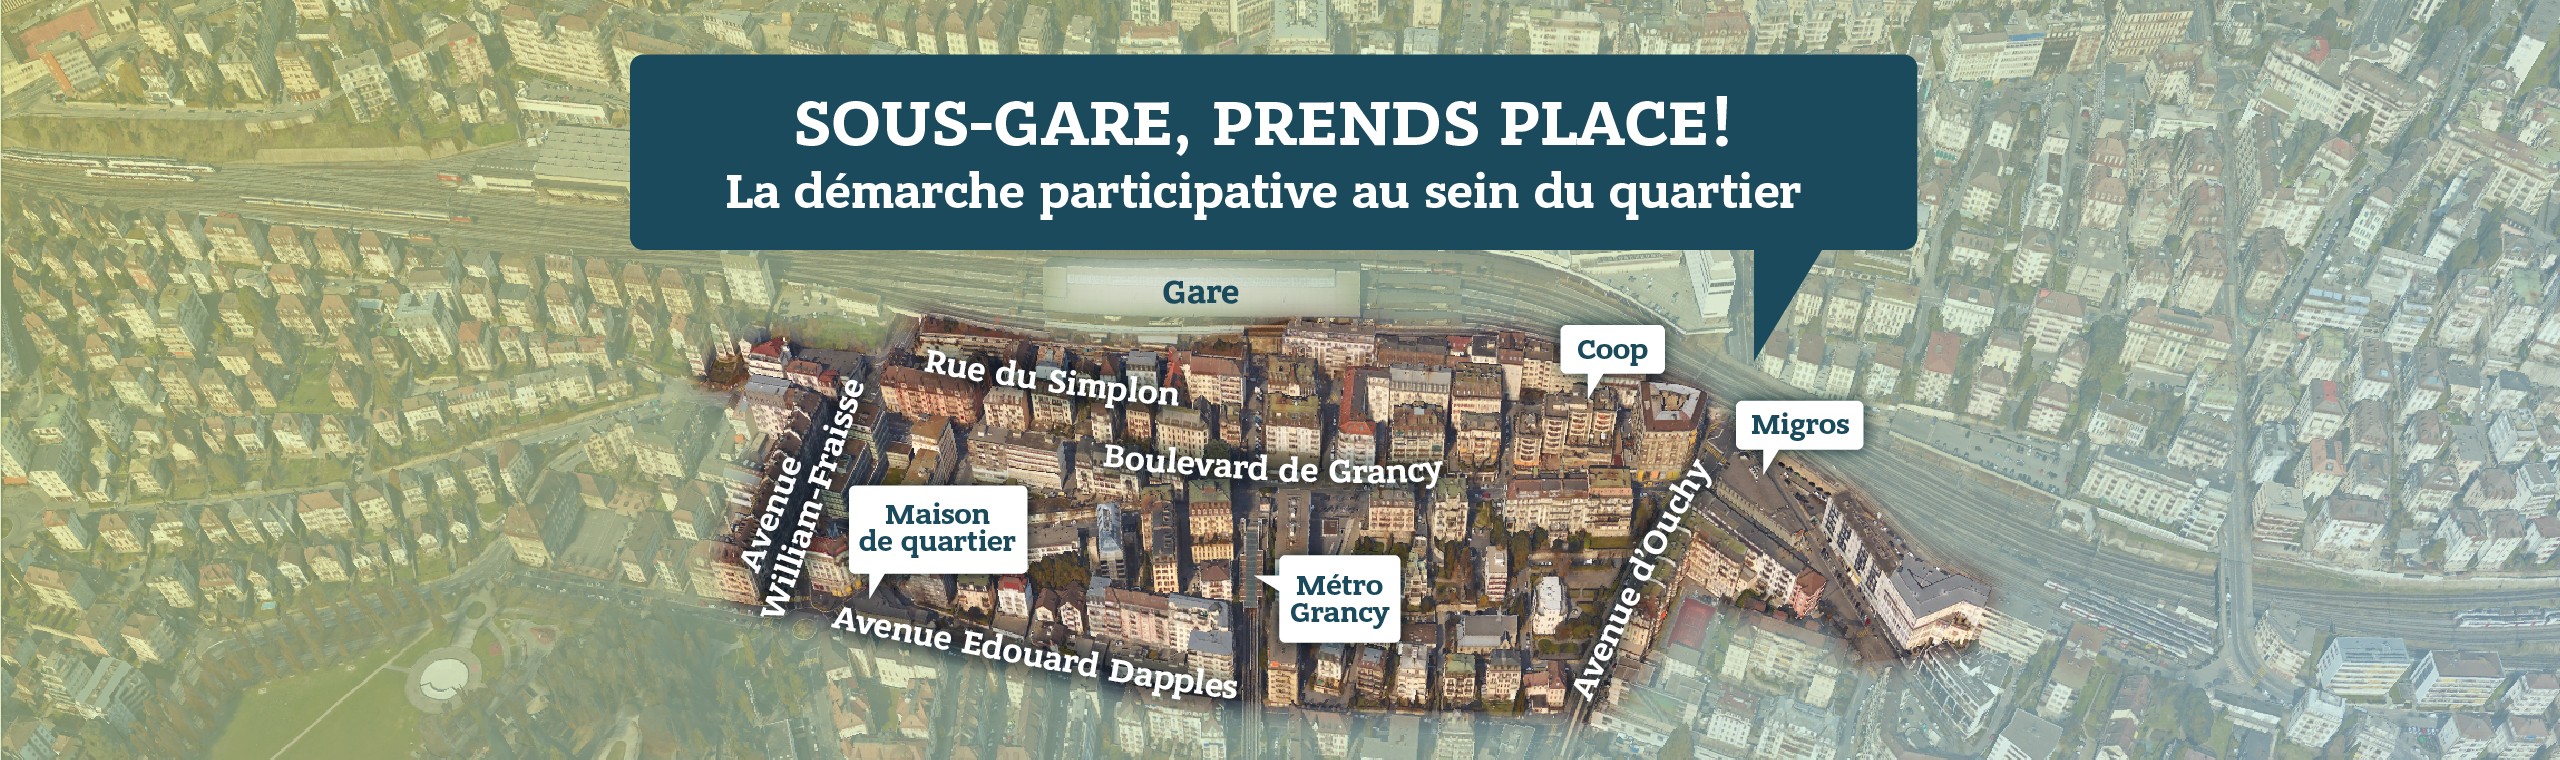 SOUS-GARE, PRENDS PLACE!
La démarche participative au sein du quartier
Gare
Coop
Rue du Simplon
Migros
Boulevard de Grancy
Avenue
William-Fraisse
Maison
de quartier
Métro
Grancy
Avenue d'Ouchy
Avenue Edouard Dapples